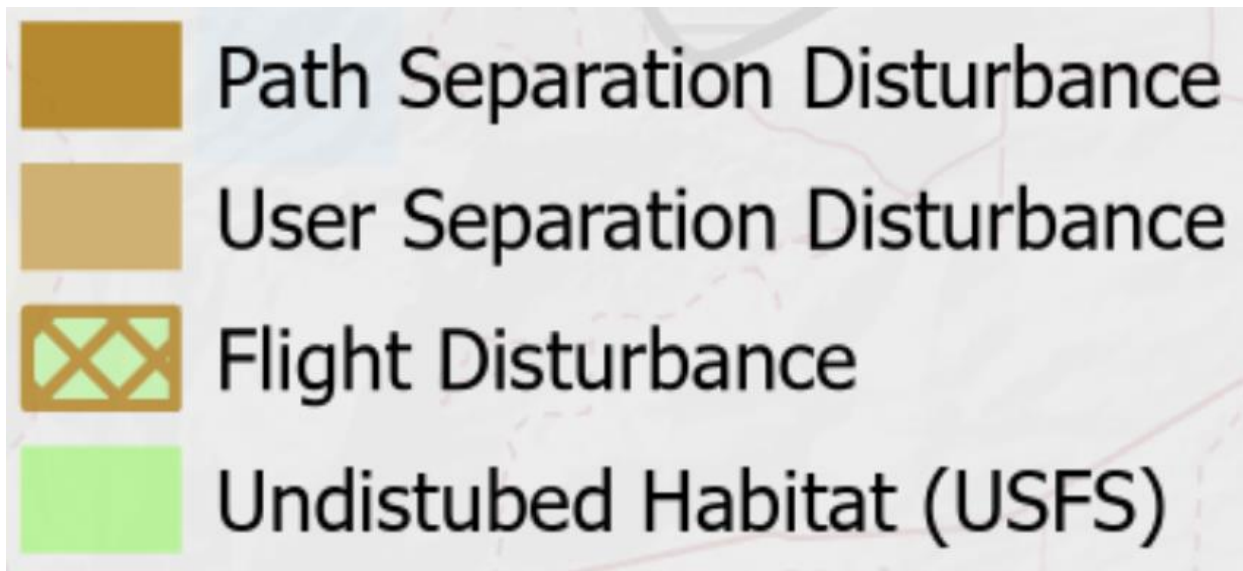 Path Separation Disturbance
User Separation Disturbance
Flight Disturbance
Undistubed Habitat (USFS)